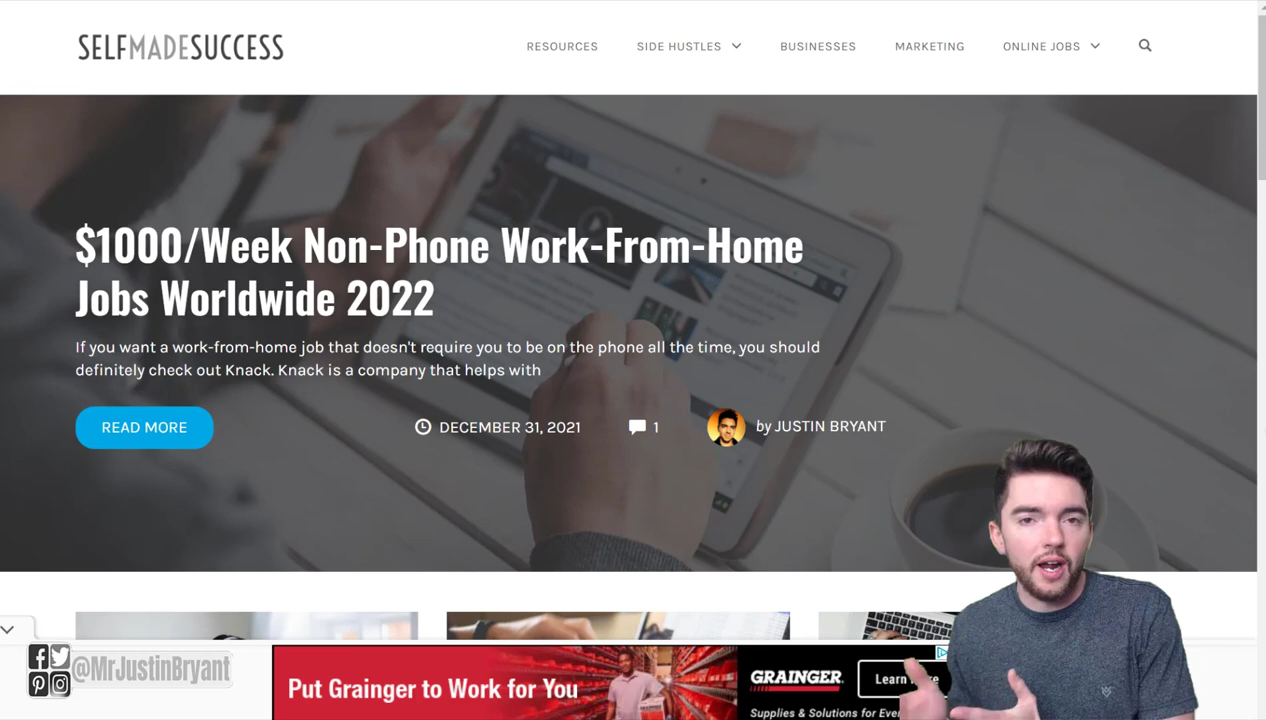 SELFMADESUCCESS
RESOURCES
SIDE HUSTLES
BUSINESSES
MARKETING
ONLINE JOBS
$1000/Week Non-Phone Work-From-Home
Jobs Worldwide 2022
If you want a work-from-home job that doesn't require you to be on the phone all the time, you should
definitely check out Knack. Knack is a company that helps with
READ MORE
DECEMBER 31, 2021
1
by JUSTIN BRYANT
@MrJustinBryant
Put Grainger to Work for You
GRAINGER
Supplies & Solutions for